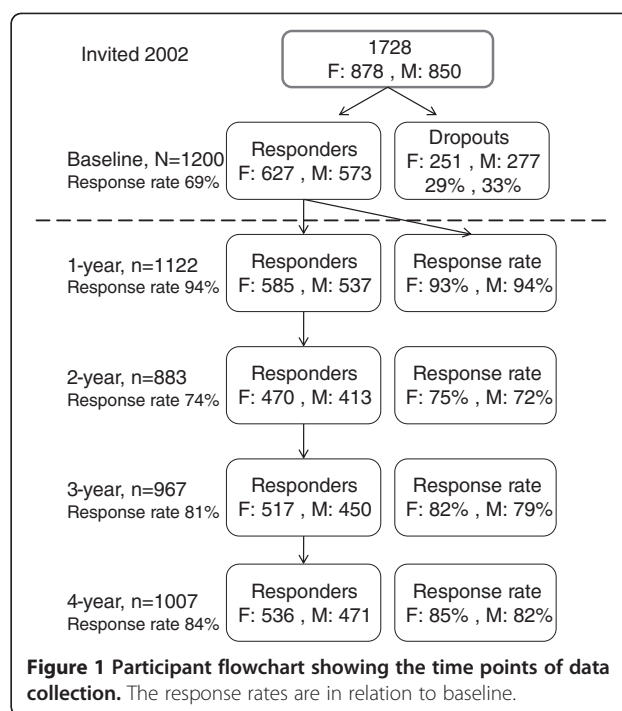 Invited 2002
1728
F: 878 , M: 850
Baseline, N=1200
Response rate 69%
Responders
F: 627 , M: 573
Dropouts
F: 251 , M: 277
29% , 33%
1-year, n=1122
Response rate 94%
Responders
F: 585 , M: 537
Response rate
F: 93% , M: 94%
2-year, n=883
Response rate 74%
Responders
F: 470 , M: 413
Response rate
F: 75% , M: 72%
3-year, n=967
Response rate 81%
Responders
F: 517 , M: 450
Response rate
F: 82% , M: 79%
4-year, n=1007
Response rate 84%
Responders
F: 536 , M: 471
Response rate
F: 85% , M: 82%
Figure 1 Participant flowchart showing the time points of data
collection. The response rates are in relation to baseline.